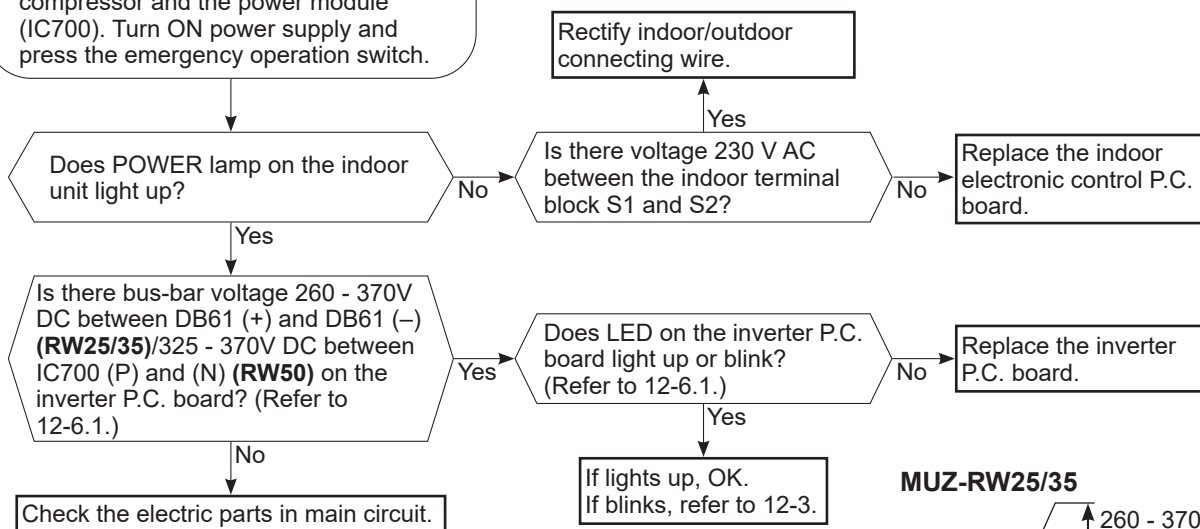 compressor and the power module
(IC700). Turn ON power supply and
press the emergency operation switch.
Rectify indoor/outdoor
connecting wire.
Yes
Does POWER lamp on the indoor
unit light up?
No
Is there voltage 230 V AC
between the indoor terminal
block S1 and S2?
No
Replace the indoor
electronic control P.C.
board.
Yes
Is there bus-bar voltage 260 - 370V
DC between DB61 (+) and DB61 (–)
(RW25/35)/325 - 370V DC between
IC700 (P) and (N) (RW50) on the
inverter P.C. board? (Refer to
12-6.1.)
Yes
Does LED on the inverter P.C.
board light up or blink?
(Refer to 12-6.1.)
No
Replace the inverter
P.C. board.
No
Yes
Check the electric parts in main circuit.
If lights up, OK.
If blinks, refer to 12-3.
MUZ-RW25/35
260 - 370